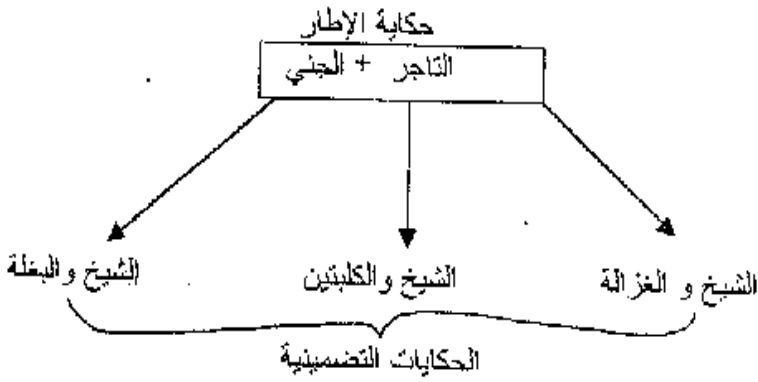 حكاية الإطار
التاجر + الجني
الشيخ و الغزالة
الشيخ والكلبتين
الشيخ والبغلة
الحكايات التضمينية